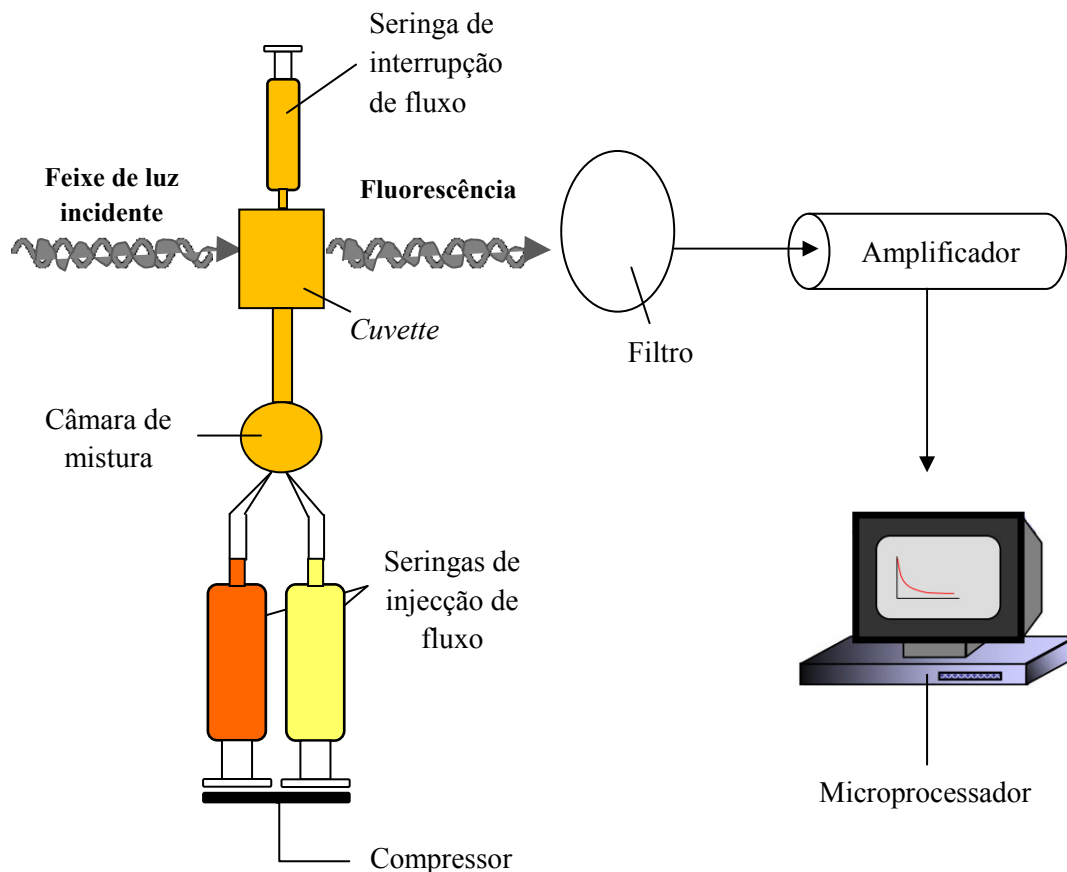 Seringa de
interrupção
de fluxo
Feixe de luz
incidente
Fluorescência
Amplificador
Cuvette
Filtro
Câmara de
mistura
Seringas de
injecção de
fluxo
Microprocessador
Compressor